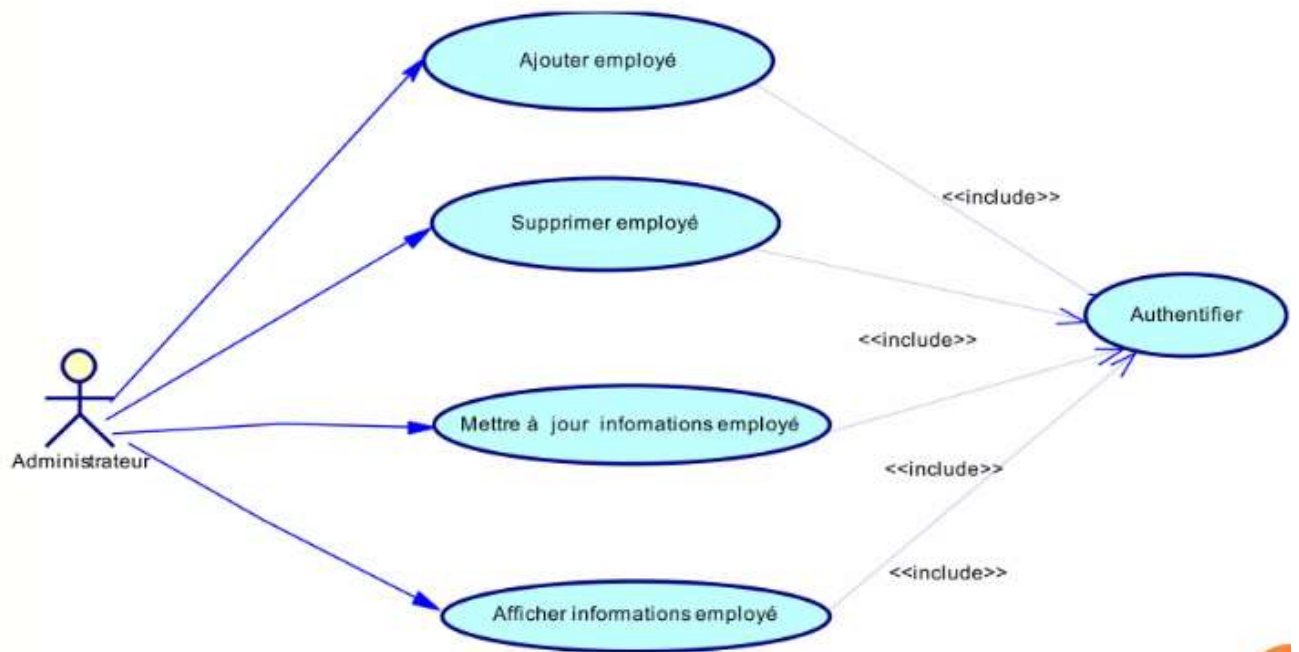 Ajouter employé
<<include>>
Supprimer employé
Authentifier
<<include>>
Mettre à jour infomations employé
Administrateur
<<include>>
<<include>>
Afficher informations employé